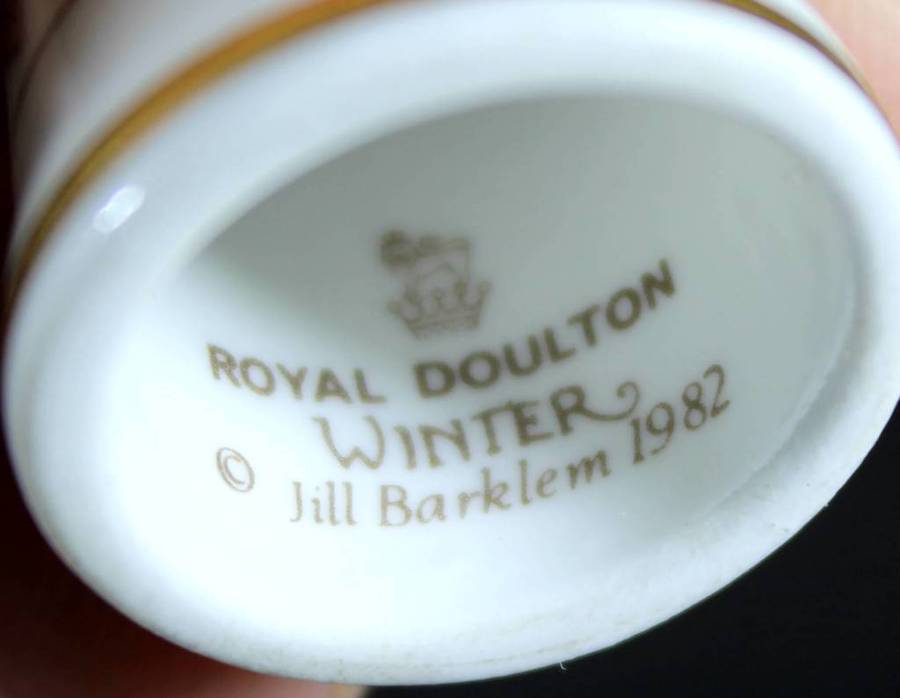 ROYAL DOULTON
WINTER
© Jill Barklem 1982